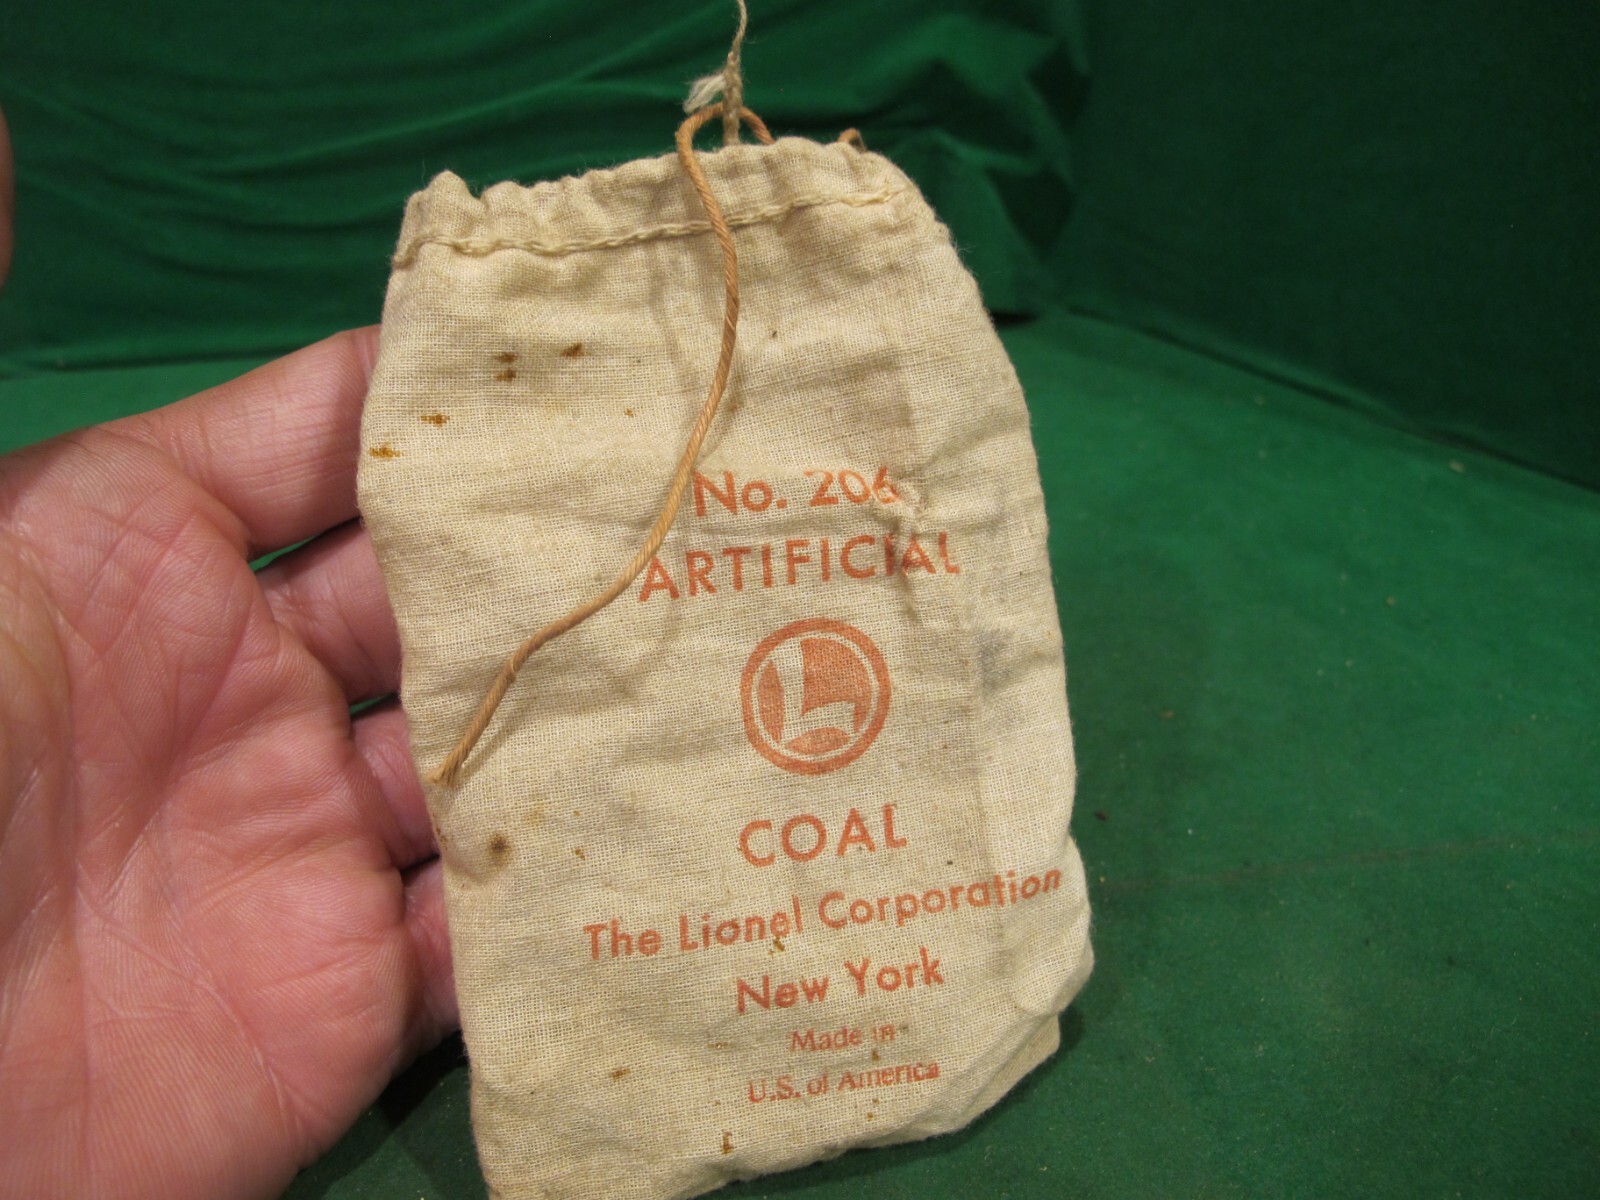 No. 206
ARTIFICIAL
L
COAL
The Lionel Corporation
New York
Made in
U.S. of America